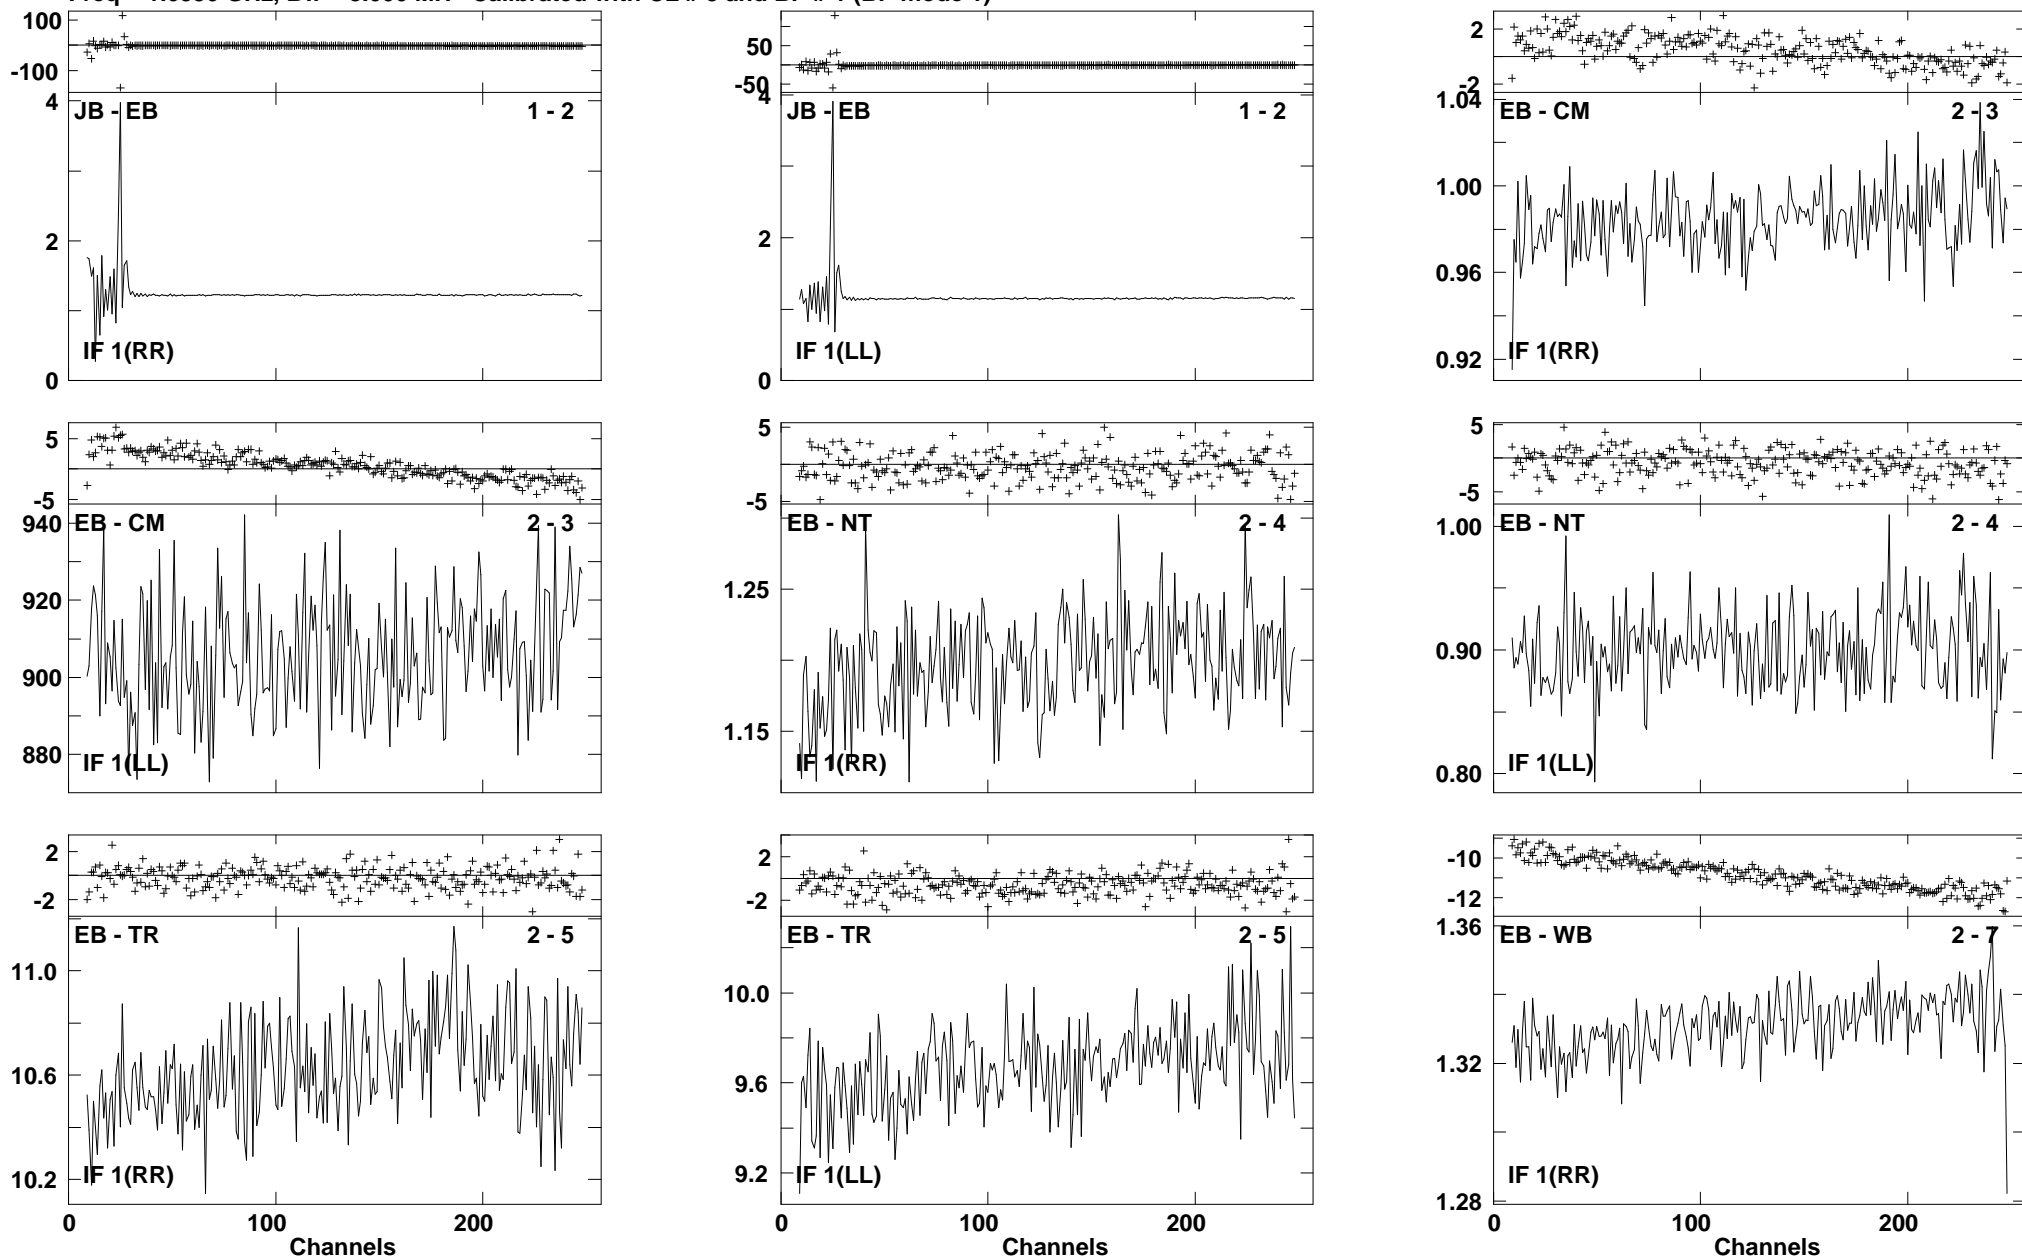 100
-100
4
2
0
JB - EB 1 - 2
IF 1(RR)
50
-50
4
2
0
JB - EB 1 - 2
IF 1(LL)
2
-2
1.04
1.00
0.96
0.92
EB - CM 2 - 3
IF 1(RR)
5
-5
940
920
900
880
EB - CM 2 - 3
IF 1(LL)
5
-5
1.25
1.15
EB - NT 2 - 4
IF 1(RR)
5
-5
1.00
0.90
0.80
EB - NT 2 - 4
IF 1(LL)
2
-2
11.0
10.6
10.2
EB - TR 2 - 5
IF 1(RR)
0 100 200
Channels
2
-2
10.0
9.6
9.2
EB - TR 2 - 5
IF 1(LL)
0 100 200
Channels
-10
-12
1.36
1.32
1.28
EB - WB 2 - 7
IF 1(RR)
0 100 200
Channels